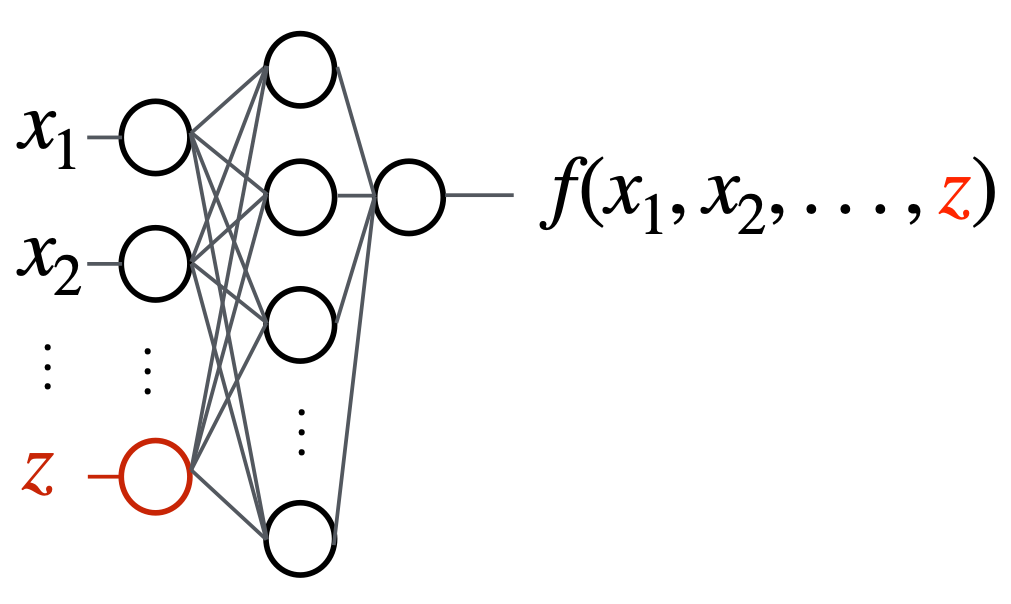 x₁
x₂
⋮ ⋮ ⋮
z
f(x₁, x₂, . . . , z)